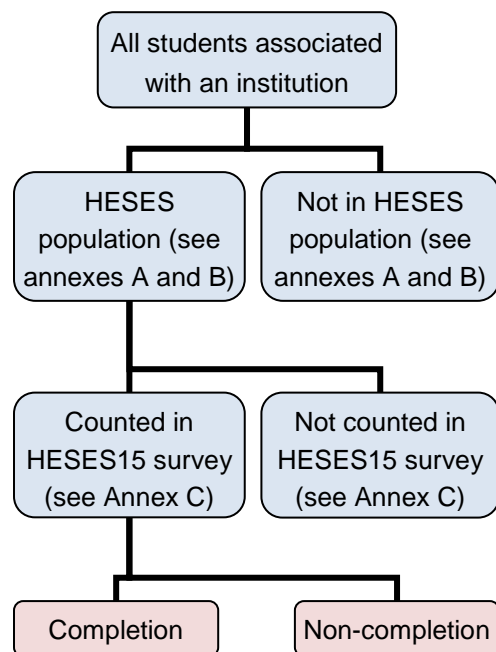 All students associated
with an institution
HESES
population (see
annexes A and B)
Not in HESES
population (see
annexes A and B)
Counted in
HESES15 survey
(see Annex C)
Not counted in
HESES15 survey
(see Annex C)
Completion
Non-completion